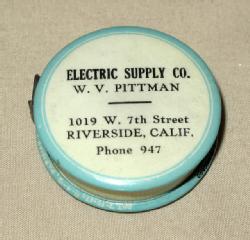 ELECTRIC SUPPLY CO.
W. V. PITTMAN
1019 W. 7th Street
RIVERSIDE, CALIF.
Phone 947